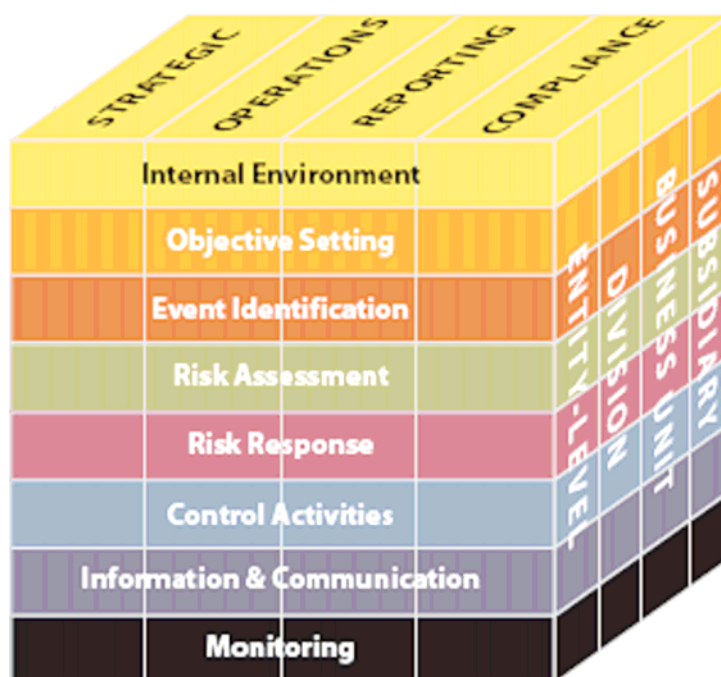 STRATEGIC
OPERATIONS
REPORTING
COMPLIANCE
Internal Environment
Objective Setting
Event Identification
Risk Assessment
Risk Response
Control Activities
Information & Communication
Monitoring
ENTITY-LEVEL
DIVISION
BUSINESS UNIT
SUBSIDIARY